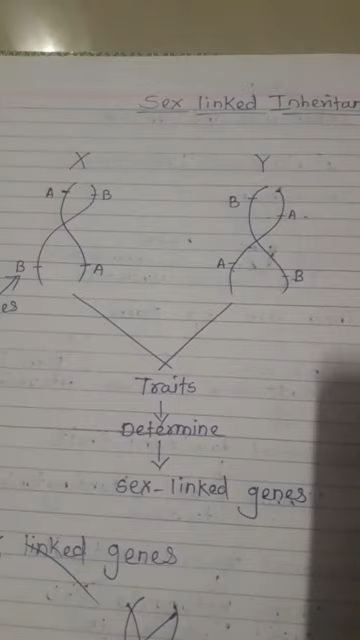 Sex linked Inheritan
X Y
A B B A
B A A B
es
Traits
Determine
sex-linked genes
linked genes